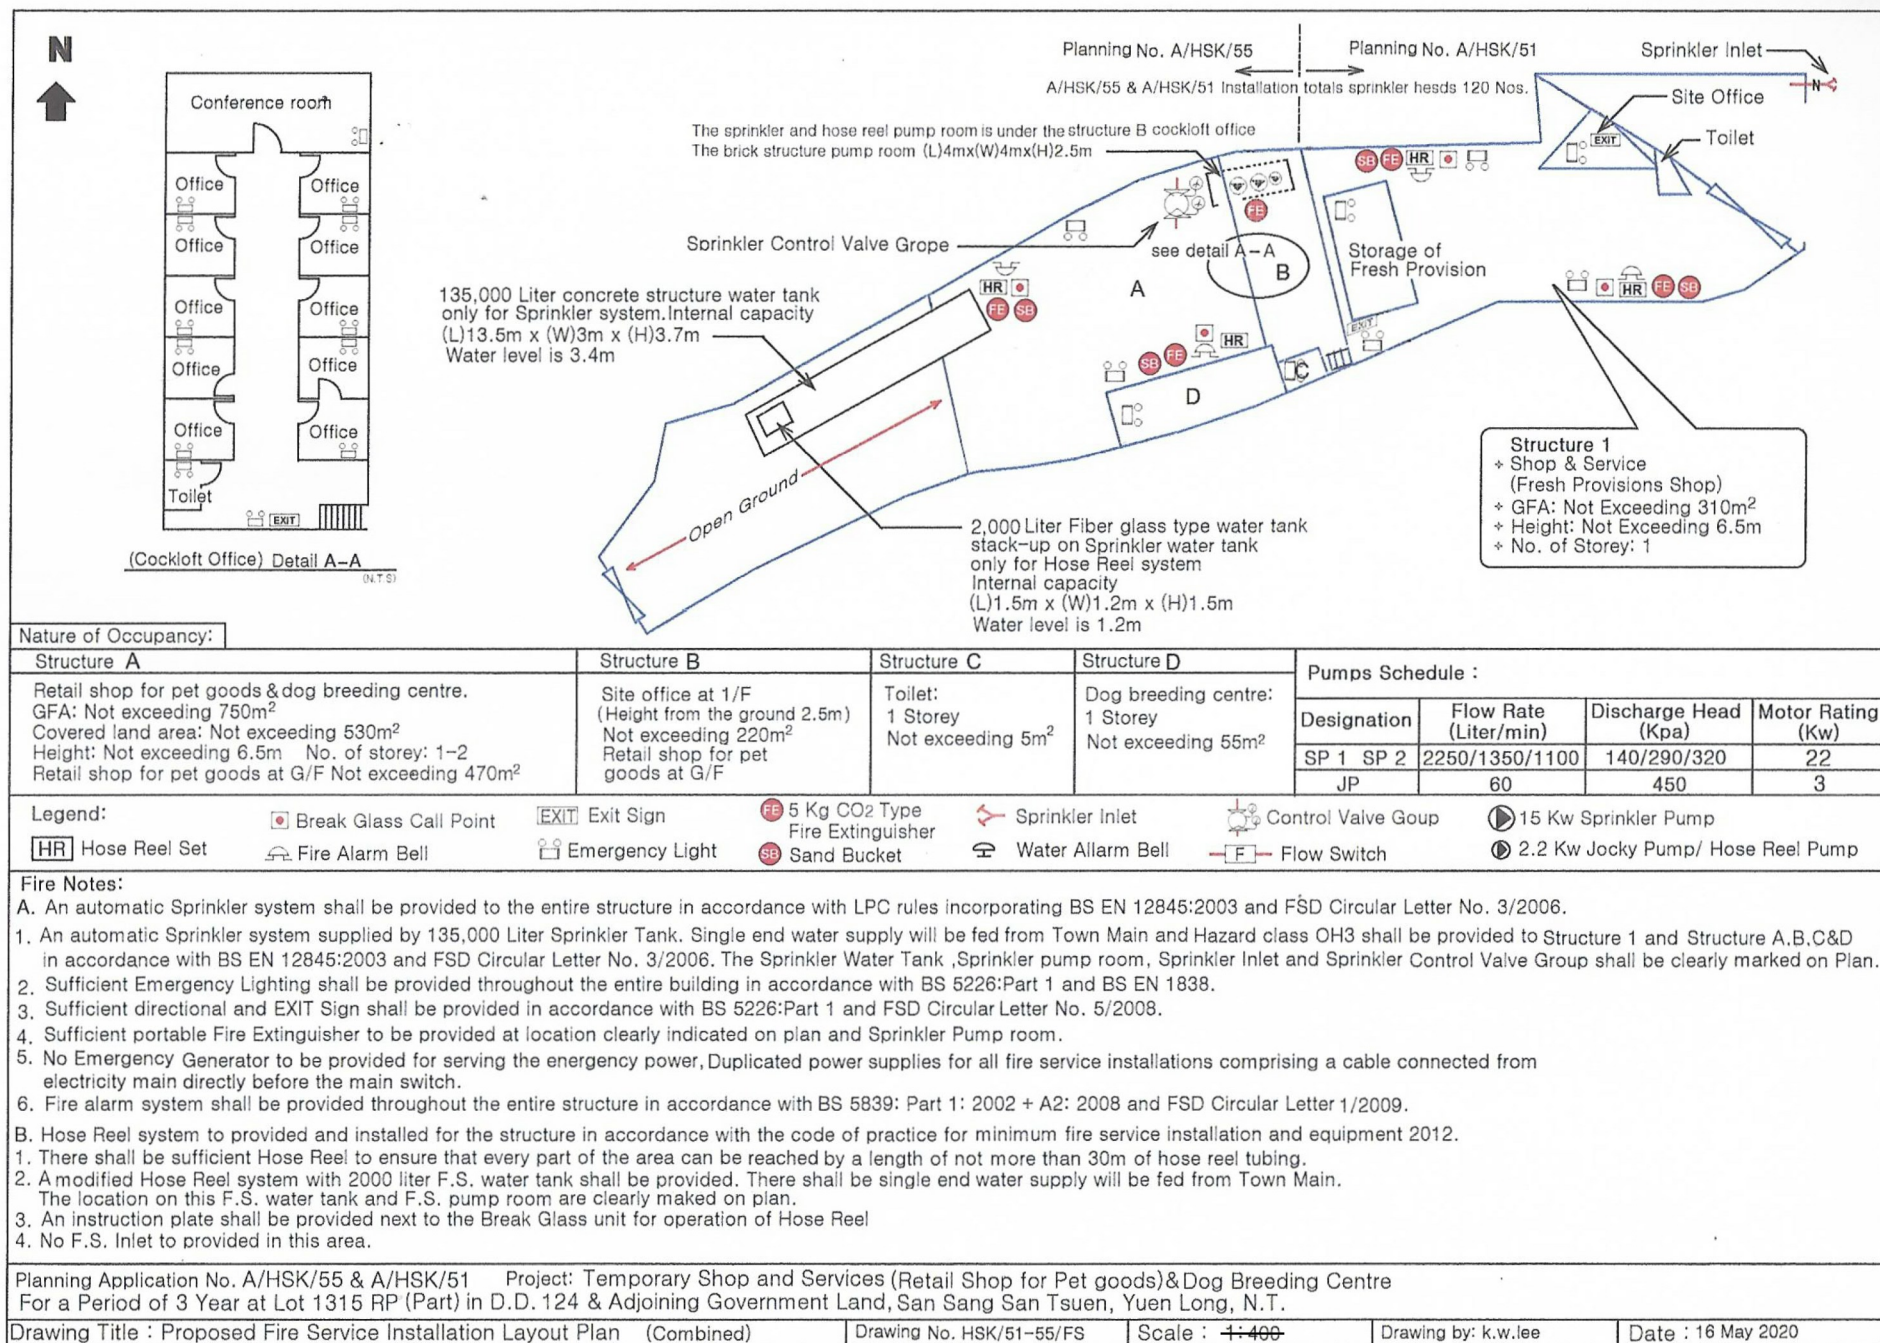 N
Conference room
Office Office
Office Office
Office Office
Office Office
Office Office
Toilet
EXIT
(Cockloft Office) Detail A-A
(N.T.S)
Planning No. A/HSK/55
Planning No. A/HSK/51
Sprinkler Inlet
A/HSK/55 & A/HSK/51 Installation totals sprinkler hesds 120 Nos.
N
Site Office
EXIT
Toilet
The sprinkler and hose reel pump room is under the structure B cockloft office
The brick structure pump room (L)4mx(W)4mx(H)2.5m
SB FE HR
FE
Sprinkler Control Valve Grope
see detail A-A
B
Storage of
Fresh Provision
A
HR
FE SB
HR FE SB
135,000 Liter concrete structure water tank
only for Sprinkler system.Internal capacity
(L)13.5m x (W)3m x (H)3.7m
Water level is 3.4m
HR
SB FE
EXIT
C
D
Open Ground
2,000 Liter Fiber glass type water tank
stack-up on Sprinkler water tank
only for Hose Reel system
Internal capacity
(L)1.5m x (W)1.2m x (H)1.5m
Water level is 1.2m
Structure 1
Shop & Service
(Fresh Provisions Shop)
GFA: Not Exceeding 310m²
Height: Not Exceeding 6.5m
No. of Storey: 1
Nature of Occupancy:
Structure A
Retail shop for pet goods & dog breeding centre.
GFA: Not exceeding 750m²
Covered land area: Not exceeding 530m²
Height: Not exceeding 6.5m No. of storey: 1-2
Retail shop for pet goods at G/F Not exceeding 470m²
Structure B
Site office at 1/F
(Height from the ground 2.5m)
Not exceeding 220m²
Retail shop for pet
goods at G/F
Structure C
Toilet:
1 Storey
Not exceeding 5m²
Structure D
Dog breeding centre:
1 Storey
Not exceeding 55m²
Pumps Schedule :
Designation Flow Rate (Liter/min) Discharge Head (Kpa) Motor Rating (Kw)
SP 1 SP 2 2250/1350/1100 140/290/320 22
JP 60 450 3
Legend:
HR Hose Reel Set
Break Glass Call Point
Fire Alarm Bell
EXIT Exit Sign
Emergency Light
FE 5 Kg CO2 Type
Fire Extinguisher
SB Sand Bucket
Sprinkler Inlet
Water Allarm Bell
Control Valve Goup
F Flow Switch
15 Kw Sprinkler Pump
2.2 Kw Jocky Pump/ Hose Reel Pump
Fire Notes:
A. An automatic Sprinkler system shall be provided to the entire structure in accordance with LPC rules incorporating BS EN 12845:2003 and FSD Circular Letter No. 3/2006.
1. An automatic Sprinkler system supplied by 135,000 Liter Sprinkler Tank. Single end water supply will be fed from Town Main and Hazard class OH3 shall be provided to Structure 1 and Structure A.B.C&D
in accordance with BS EN 12845:2003 and FSD Circular Letter No. 3/2006. The Sprinkler Water Tank ,Sprinkler pump room, Sprinkler Inlet and Sprinkler Control Valve Group shall be clearly marked on Plan.
2. Sufficient Emergency Lighting shall be provided throughout the entire building in accordance with BS 5226:Part 1 and BS EN 1838.
3. Sufficient directional and EXIT Sign shall be provided in accordance with BS 5226:Part 1 and FSD Circular Letter No. 5/2008.
4. Sufficient portable Fire Extinguisher to be provided at location clearly indicated on plan and Sprinkler Pump room.
5. No Emergency Generator to be provided for serving the energency power, Duplicated power supplies for all fire service installations comprising a cable connected from
electricity main directly before the main switch.
6. Fire alarm system shall be provided throughout the entire structure in accordance with BS 5839: Part 1: 2002 + A2: 2008 and FSD Circular Letter 1/2009.
B. Hose Reel system to provided and installed for the structure in accordance with the code of practice for minimum fire service installation and equipment 2012.
1. There shall be sufficient Hose Reel to ensure that every part of the area can be reached by a length of not more than 30m of hose reel tubing.
2. A modified Hose Reel system with 2000 liter F.S. water tank shall be provided. There shall be single end water supply will be fed from Town Main.
The location on this F.S. water tank and F.S. pump room are clearly maked on plan.
3. An instruction plate shall be provided next to the Break Glass unit for operation of Hose Reel
4. No F.S. Inlet to provided in this area.
Planning Application No. A/HSK/55 & A/HSK/51 Project: Temporary Shop and Services (Retail Shop for Pet goods)&Dog Breeding Centre
For a Period of 3 Year at Lot 1315 RP (Part) in D.D. 124 & Adjoining Government Land, San Sang San Tsuen, Yuen Long, N.T.
Drawing Title : Proposed Fire Service Installation Layout Plan (Combined) Drawing No. HSK/51-55/FS Scale : 1:400 Drawing by: k.w.lee Date : 16 May 2020